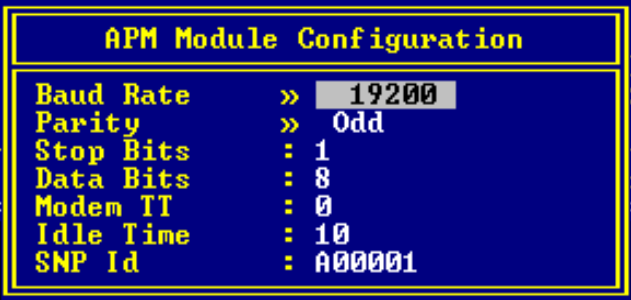 APM Module Configuration
Baud Rate » 19200
Parity » Odd
Stop Bits : 1
Data Bits : 8
Modem TT : 0
Idle Time : 10
SNP Id : A00001